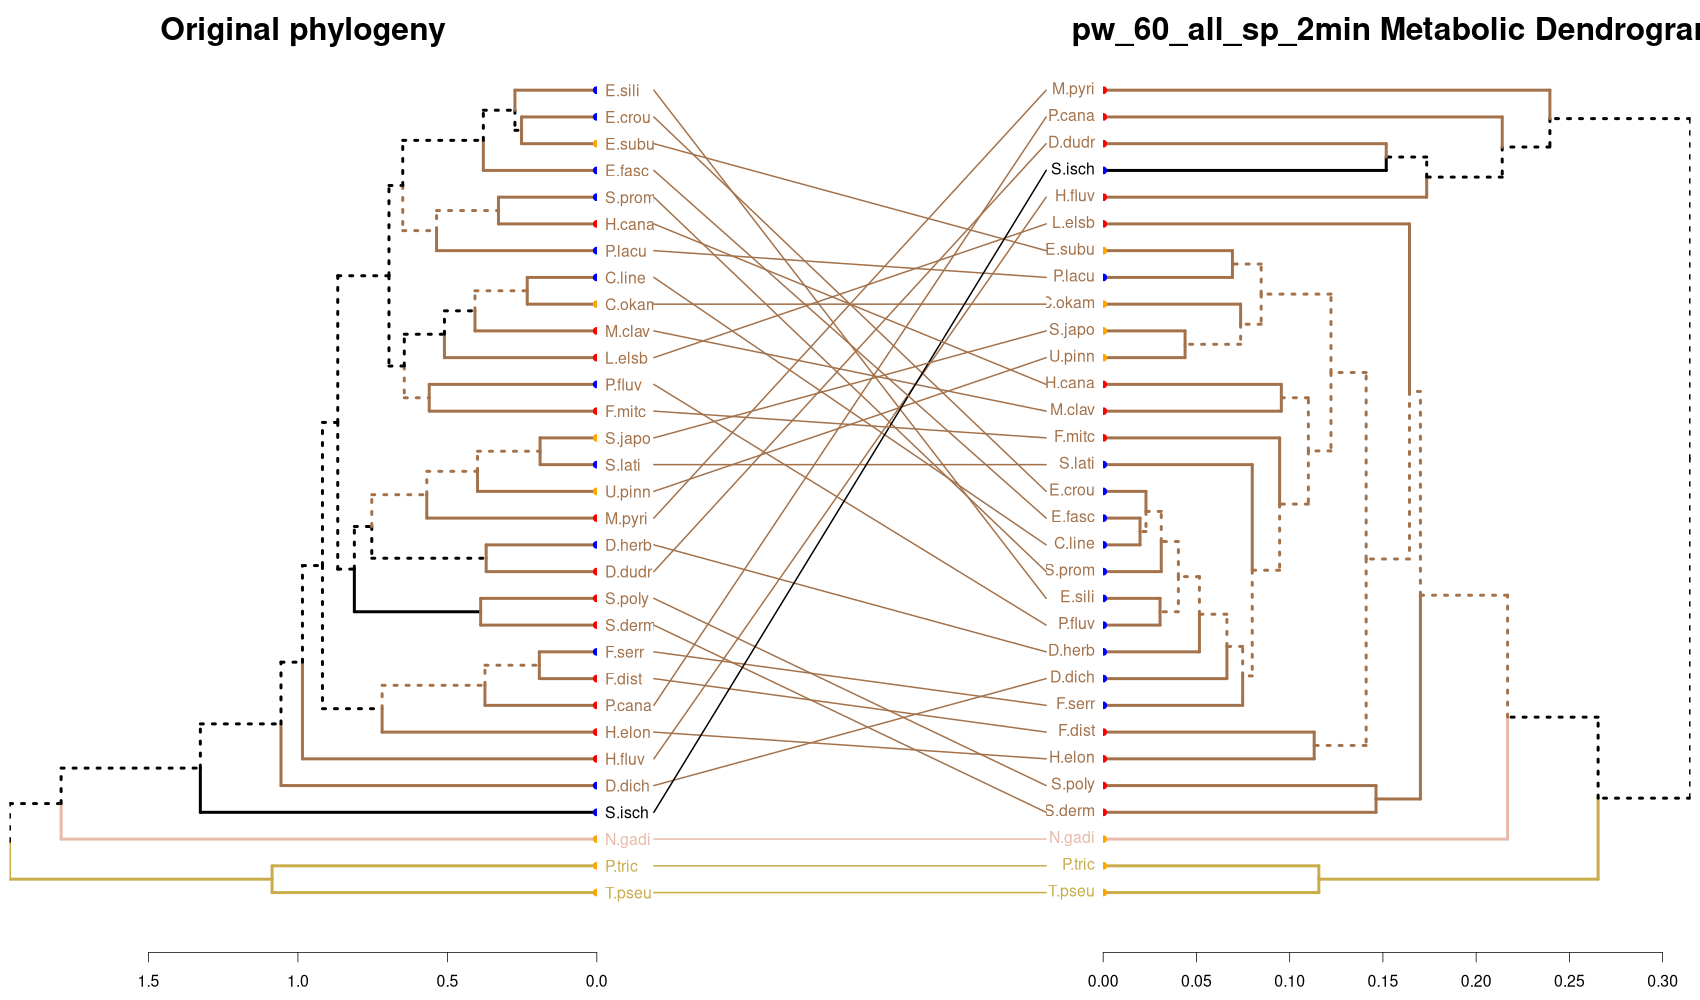 Original phylogeny
pw_60_all_sp_2min Metabolic Dendrogra
E.sili
E.crou
E.subu
E.fasc
S.prom
H.cana
P.lacu
C.line
C.okam
M.clav
L.elsb
P.fluv
F.mitc
S.japo
S.lati
U.pinn
M.pyri
D.herb
D.dudr
S.poly
S.derm
F.serr
F.dist
P.cana
H.elon
H.fluv
D.dich
S.isch
N.gadi
P.tric
T.pseu
M.pyri
P.cana
D.dudr
S.isch
H.fluv
L.elsb
E.subu
P.lacu
C.okam
S.japo
U.pinn
H.cana
M.clav
F.mitc
S.lati
E.crou
E.fasc
C.line
S.prom
E.sili
P.fluv
D.herb
D.dich
F.serr
F.dist
H.elon
S.poly
S.derm
N.gadi
P.tric
T.pseu
1.5 1.0 0.5 0.0
0.00 0.05 0.10 0.15 0.20 0.25 0.30